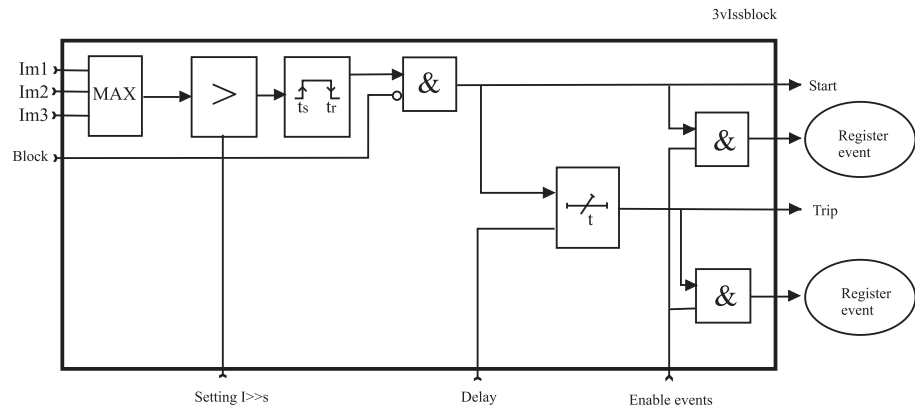 3vIssblock
Im1
Im2
Im3
MAX
>
ts tr
&
Start
Block
&
Register
event
t
Trip
&
Register
event
Setting I>>s
Delay
Enable events